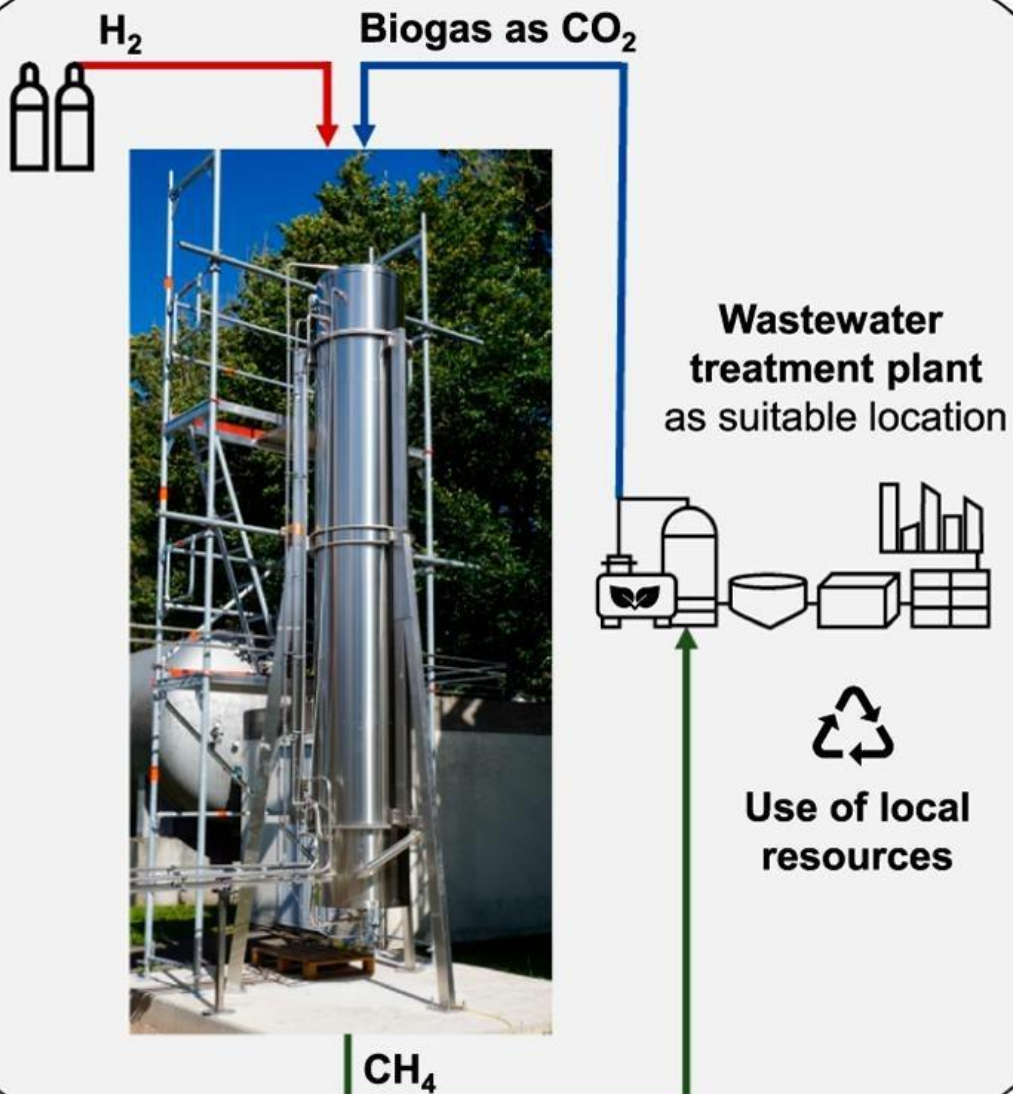 H₂
Biogas as CO₂
Wastewater
treatment plant
as suitable location
Use of local
resources
CH₄